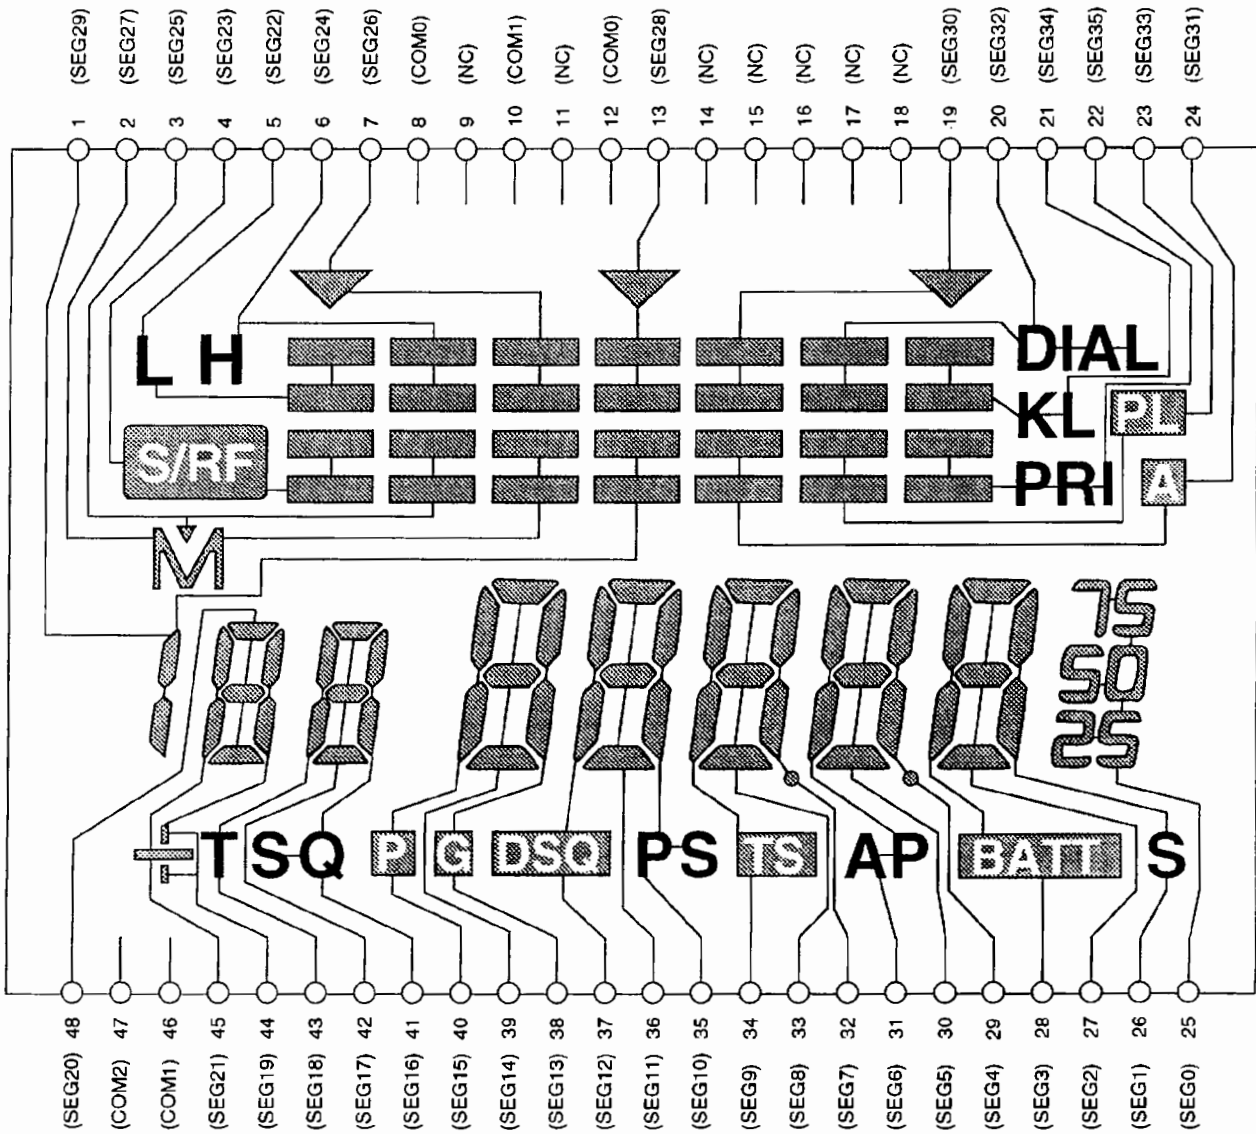 (SEG29) (SEG27) (SEG25) (SEG23) (SEG22) (SEG24) (SEG26) (COM0) (NC) (COM1) (NC) (COM0) (SEG28) (NC) (NC) (NC) (NC) (NC) (SEG30) (SEG32) (SEG34) (SEG35) (SEG33) (SEG31)
1 2 3 4 5 6 7 8 9 10 11 12 13 14 15 16 17 18 19 20 21 22 23 24
L H DIAL
KL PL
S/RF PRI A
M
75
50
25
TSQ P G DSQ PS TS AP BATT S
48 47 46 45 44 43 42 41 40 39 38 37 36 35 34 33 32 31 30 29 28 27 26 25
(SEG20) (COM2) (COM1) (SEG21) (SEG19) (SEG18) (SEG17) (SEG16) (SEG15) (SEG14) (SEG13) (SEG12) (SEG11) (SEG10) (SEG9) (SEG8) (SEG7) (SEG6) (SEG5) (SEG4) (SEG3) (SEG2) (SEG1) (SEG0)